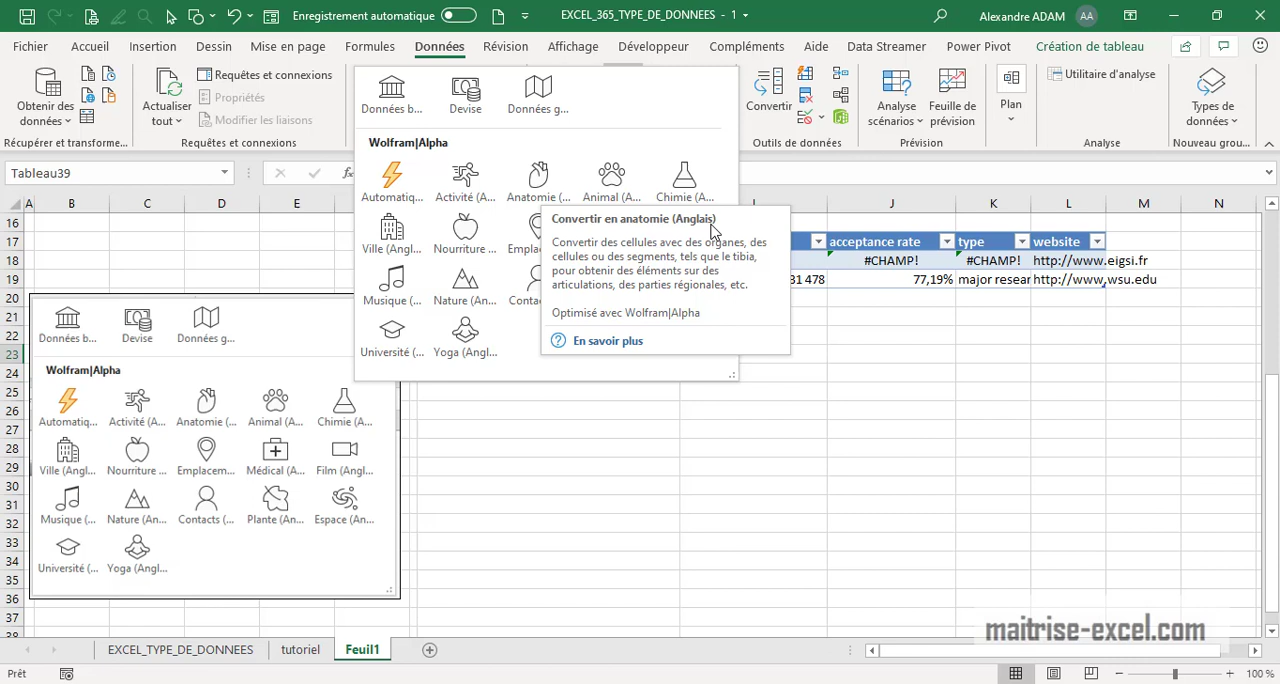 Enregistrement automatique
EXCEL_365_TYPE_DE_DONNEES - 1
Alexandre ADAM AA
Fichier Accueil Insertion Dessin Mise en page Formules Données Révision Affichage Développeur Compléments Aide Data Streamer Power Pivot Création de tableau
Obtenir des données
Récupérer et transforme...
Actualiser tout
Requêtes et connexions
Propriétés
Modifier les liaisons
Requêtes et connexions
Données b... Devise Données g...
Wolfram|Alpha
Automatiq... Activité (A... Anatomie (... Animal (A... Chimie (A...
Ville (Angl... Nourriture ... Emplac
Musique (... Nature (An... Contac
Université (... Yoga (Angl...
Convertir en anatomie (Anglais)
Convertir des cellules avec des organes, des
cellules ou des segments, tels que le tibia,
pour obtenir des éléments sur des
articulations, des parties régionales, etc.
Optimisé avec Wolfram|Alpha
En savoir plus
Convertir
Outils de données
Analyse scénarios
Feuille de prévision
Prévision
Plan
Utilitaire d'analyse
Analyse
Types de données
Nouveau grou...
Tableau39
fx
A B C D E J K L M N
16
17 acceptance rate type website
18 #CHAMP! #CHAMP! http://www.eigsi.fr
19 31 478 77,19% major resear http://www.wsu.edu
20
21
22
23
24
25
26
27
28
29
30
31
32
33
34
35
36
37
38
Données b... Devise Données g...
Wolfram|Alpha
Automatiq... Activité (A... Anatomie (... Animal (A... Chimie (A...
Ville (Angl... Nourriture ... Emplacem... Médical (A... Film (Angl...
Musique (... Nature (An... Contacts (... Plante (An... Espace (An...
Université (... Yoga (Angl...
maitrise-excel.com
EXCEL_TYPE_DE_DONNEES tutoriel Feuil1
Prêt
100 %